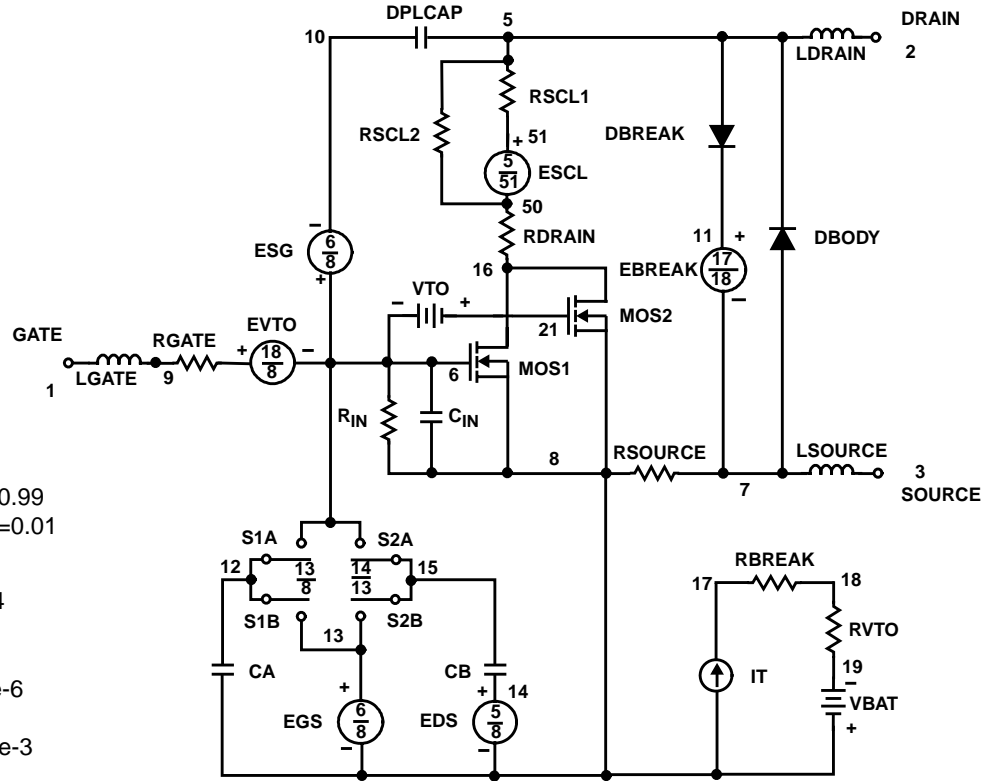 DPLCAP 5 DRAIN
10
LDRAIN 2
RSCL1
RSCL2 DBREAK
+ 51
5
51 ESCL
50
RDRAIN
ESG 6
8
− +
11 +
EBREAK 17
18
−
DBODY
16
VTO
− +
21 MOS2
GATE
1
LGATE
9
RGATE
EVTO
+ 18
8 −
6 MOS1
RIN CIN
8 RSOURCE LSOURCE
7
3
SOURCE
0.99
=0.01
S1A S2A
12 13
8 14
13 15
S1B S2B
13
4
CA CB
e-6
+ + 14
EGS 6
8 EDS 5
8
− −
e-3
RBREAK
17 18
RVTO
19
IT −
VBAT
+